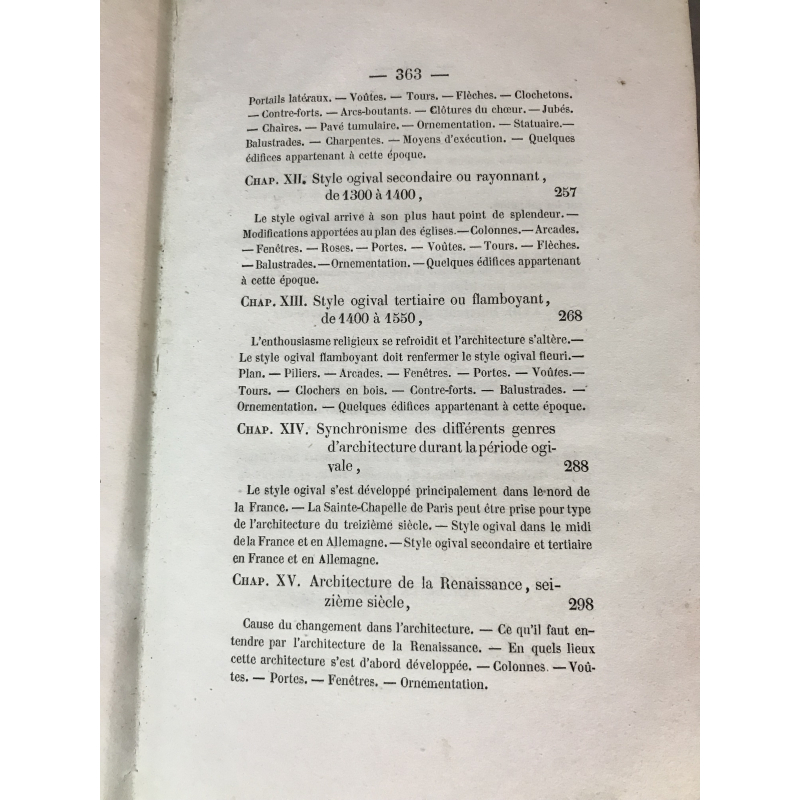 — 363 —
Portails latéraux. — Voûtes. — Tours. — Flèches. — Clochetons.
— Contre-forts. — Arcs-boutants. — Clôtures du chœur. — Jubés.
— Chaires. — Pavé tumulaire. — Ornementation. — Statuaire.—
Balustrades. — Charpentes. — Moyens d'exécution. — Quelques
édifices appartenant à cette époque.
CHAP. XII. Style ogival secondaire ou rayonnant,
de 1300 à 1400, 257
Le style ogival arrive à son plus haut point de splendeur.—
Modifications apportées au plan des églises.—Colonnes.—Arcades.
— Fenêtres. — Roses. — Portes. — Voûtes. — Tours. — Flèches.
— Balustrades. — Ornementation. — Quelques édifices appartenant
à cette époque.
CHAP. XIII. Style ogival tertiaire ou flamboyant,
de 1400 à 1550, 268
L'enthousiasme religieux se refroidit et l'architecture s'altère.—
Le style ogival flamboyant doit renfermer le style ogival fleuri.—
Plan. — Piliers. — Arcades. — Fenêtres. — Portes. — Voûtes.—
Tours. — Clochers en bois. — Contre-forts. — Balustrades. —
Ornementation. — Quelques édifices appartenant à cette époque.
CHAP. XIV. Synchronisme des différents genres
d'architecture durant la période ogi-
vale, 288
Le style ogival s'est développé principalement dans le nord de
la France. — La Sainte-Chapelle de Paris peut être prise pour type
de l'architecture du treizième siècle. — Style ogival dans le midi
de la France et en Allemagne. — Style ogival secondaire et tertiaire
en France et en Allemagne.
CHAP. XV. Architecture de la Renaissance, sei-
zième siècle, 298
Cause du changement dans l'architecture. — Ce qu'il faut en-
tendre par l'architecture de la Renaissance. — En quels lieux
cette architecture s'est d'abord développée. — Colonnes. — Voû-
tes. — Portes. — Fenêtres. — Ornementation.